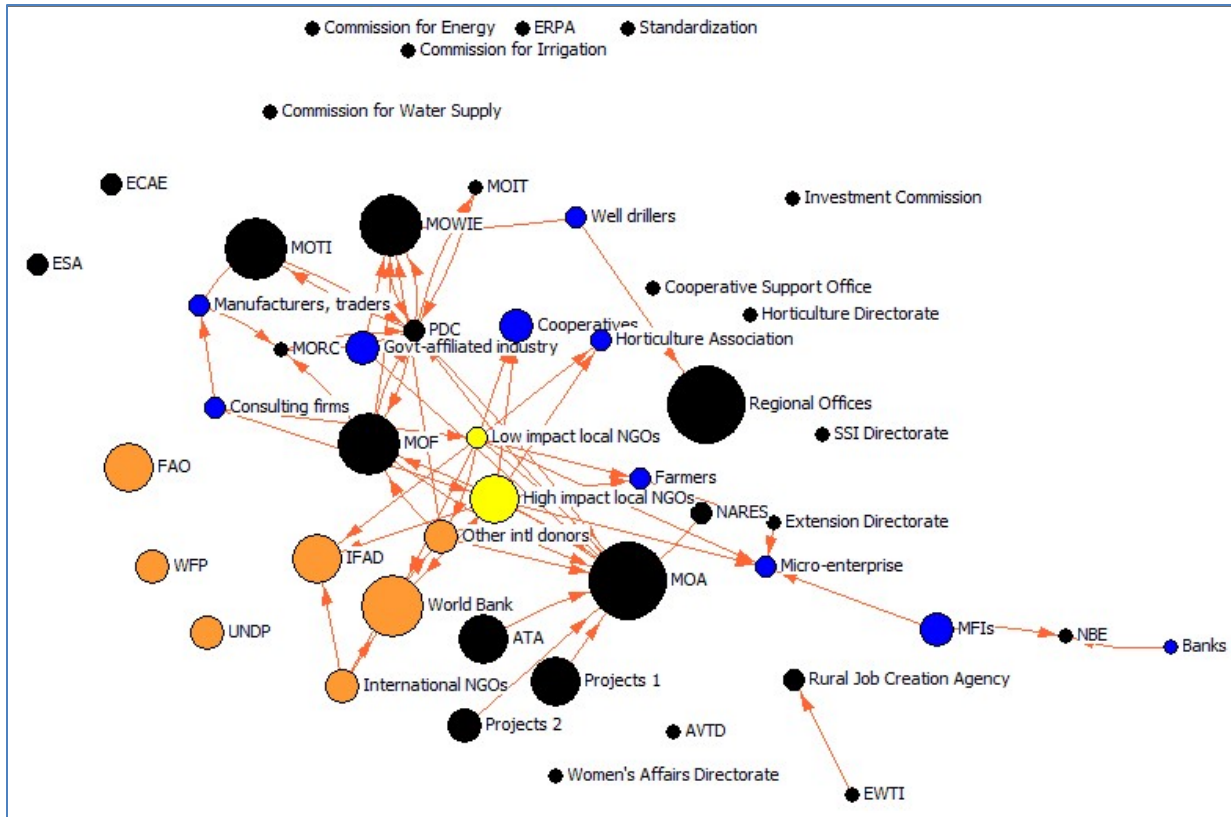 Commission for Energy
ERPA
Standardization
Commission for Irrigation
Commission for Water Supply
ECAE
MOIT
Investment Commission
Well drillers
MOWIE
MOTI
ESA
Cooperative Support Office
Manufacturers, traders
Horticulture Directorate
PDC
Cooperatives
Horticulture Association
MORC
Govt-affiliated industry
Consulting firms
Regional Offices
SSI Directorate
Low impact local NGOs
MOF
FAO
Farmers
High impact local NGOs
NARES
Extension Directorate
Other intl donors
IFAD
WFP
Micro-enterprise
MOA
World Bank
UNDP
ATA
MFIs
NBE
Banks
Rural Job Creation Agency
Projects 1
International NGOs
Projects 2
AVTD
Women's Affairs Directorate
EWTI